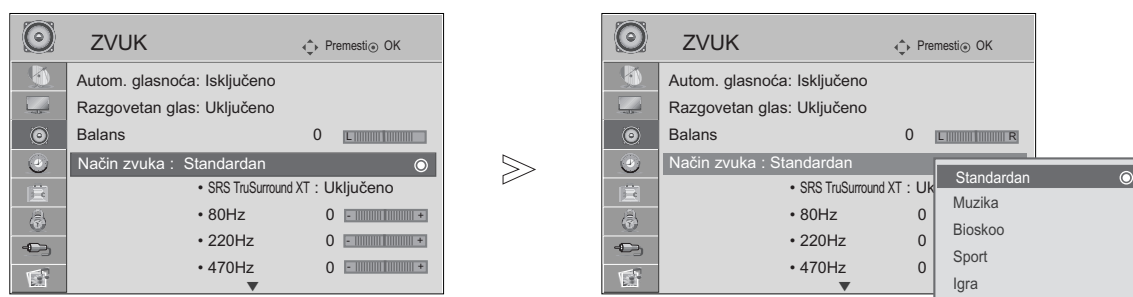 ZVUK Premesti OK
Autom. glasnoća: Isključeno
Razgovetan glas: Uključeno
Balans 0 L
Način zvuka : Standardan
• SRS TruSurround XT : Uključeno
• 80Hz 0 - +
• 220Hz 0 - +
• 470Hz 0 - +
ZVUK Premesti OK
Autom. glasnoća: Isključeno
Razgovetan glas: Uključeno
Balans 0 L R
Način zvuka : Standardan
• SRS TruSurround XT : Uk
• 80Hz 0
• 220Hz 0
• 470Hz 0
Standardan
Muzika
Bioskoo
Sport
Igra